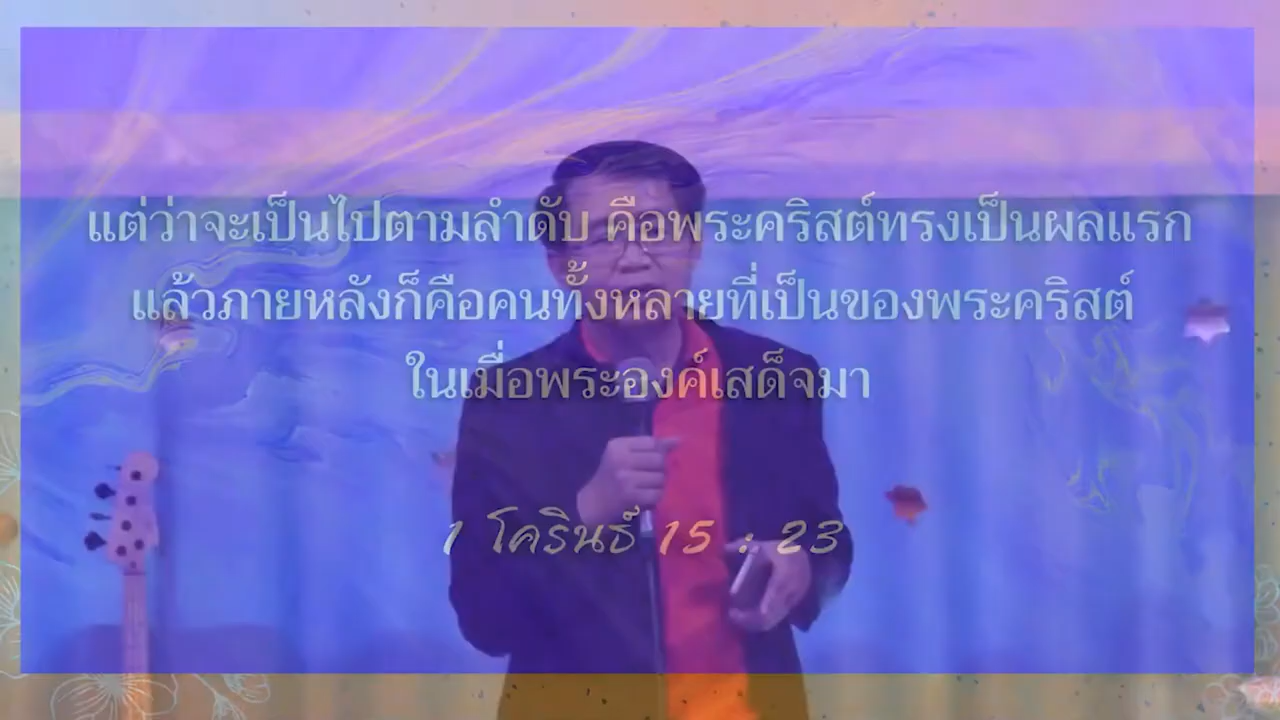 แต่ว่าจะเป็นไปตามลำดับ คือพระคริสต์ทรงเป็นผลแรก
แล้วภายหลังก็คือคนทั้งหลายที่เป็นของพระคริสต์
ในเมื่อพระองค์เสด็จมา
1 โครินธ์ 15 : 23